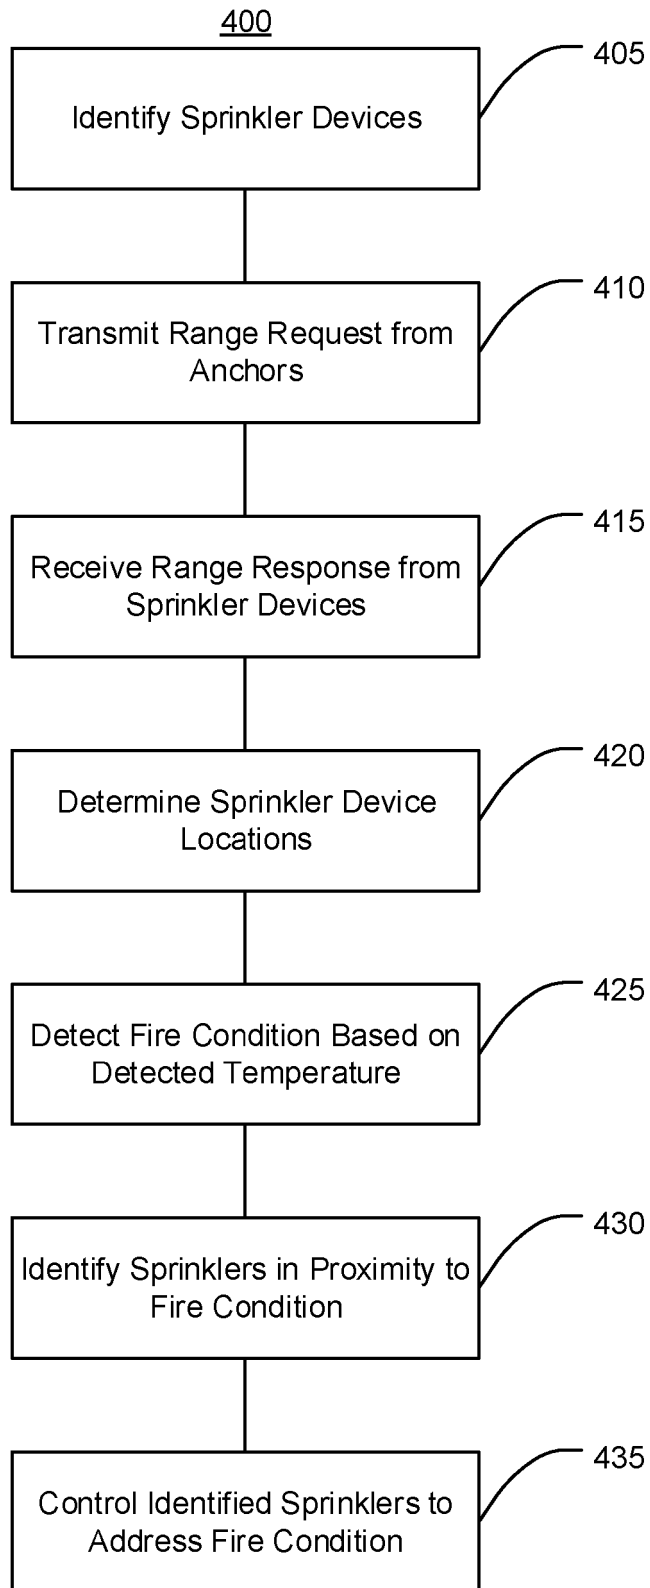 400
405
Identify Sprinkler Devices
410
Transmit Range Request from
Anchors
415
Receive Range Response from
Sprinkler Devices
420
Determine Sprinkler Device
Locations
425
Detect Fire Condition Based on
Detected Temperature
430
Identify Sprinklers in Proximity to
Fire Condition
435
Control Identified Sprinklers to
Address Fire Condition